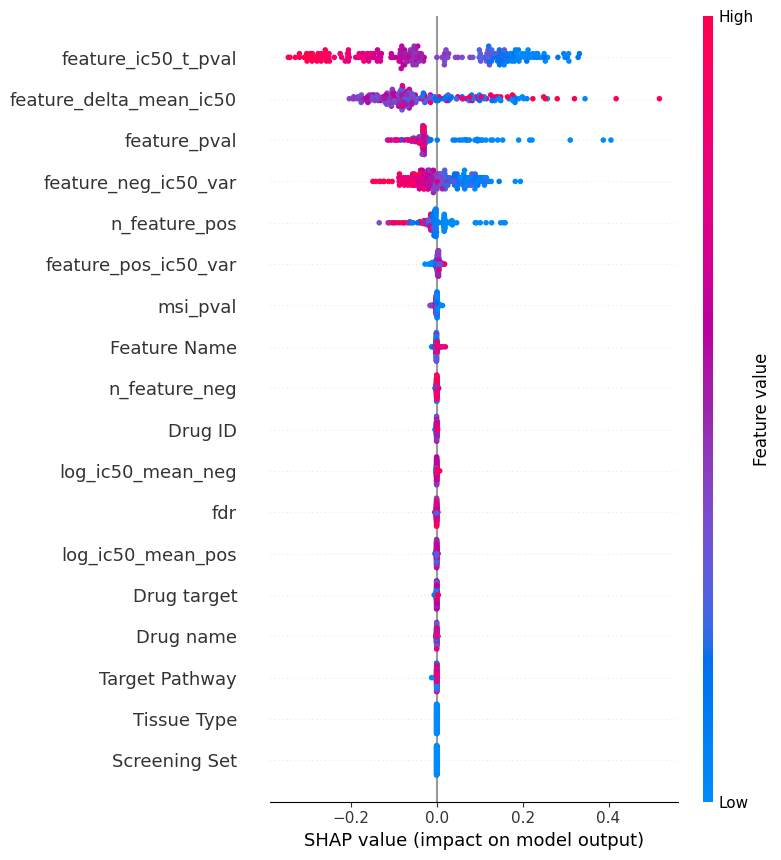 High
feature_ic50_t_pval
feature_delta_mean_ic50
feature_pval
feature_neg_ic50_var
n_feature_pos
feature_pos_ic50_var
msi_pval
Feature Name
n_feature_neg
Drug ID
log_ic50_mean_neg
fdr
log_ic50_mean_pos
Drug target
Drug name
Target Pathway
Tissue Type
Screening Set
Feature value
Low
−0.2 0.0 0.2 0.4
SHAP value (impact on model output)